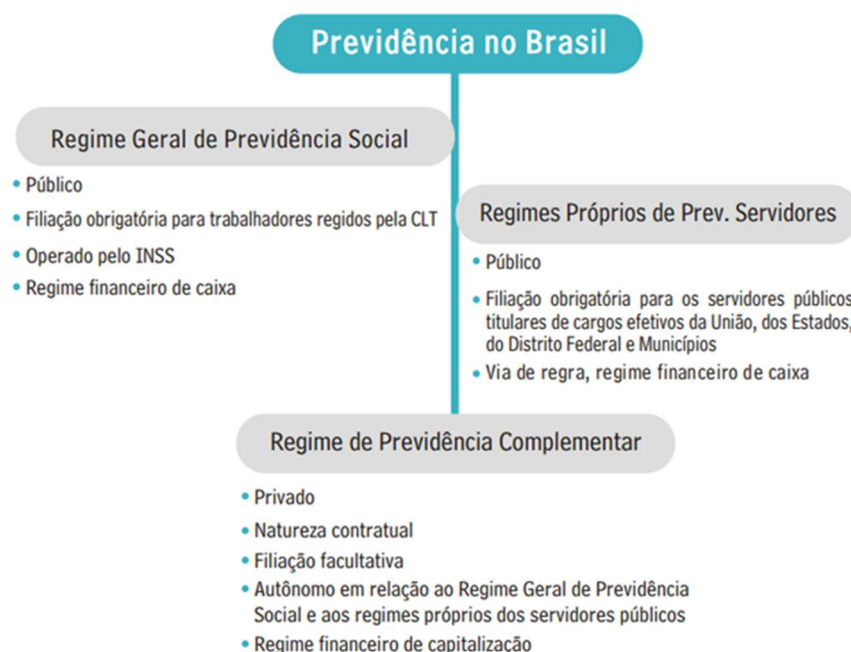 Previdência no Brasil
Regime Geral de Previdência Social
• Público
• Filiação obrigatória para trabalhadores regidos pela CLT
• Operado pelo INSS
• Regime financeiro de caixa
Regimes Próprios de Prev. Servidores
• Público
• Filiação obrigatória para os servidores públicos
titulares de cargos efetivos da União, dos Estados,
do Distrito Federal e Municípios
• Via de regra, regime financeiro de caixa
Regime de Previdência Complementar
• Privado
• Natureza contratual
• Filiação facultativa
• Autônomo em relação ao Regime Geral de Previdência
Social e aos regimes próprios dos servidores públicos
• Regime financeiro de capitalização